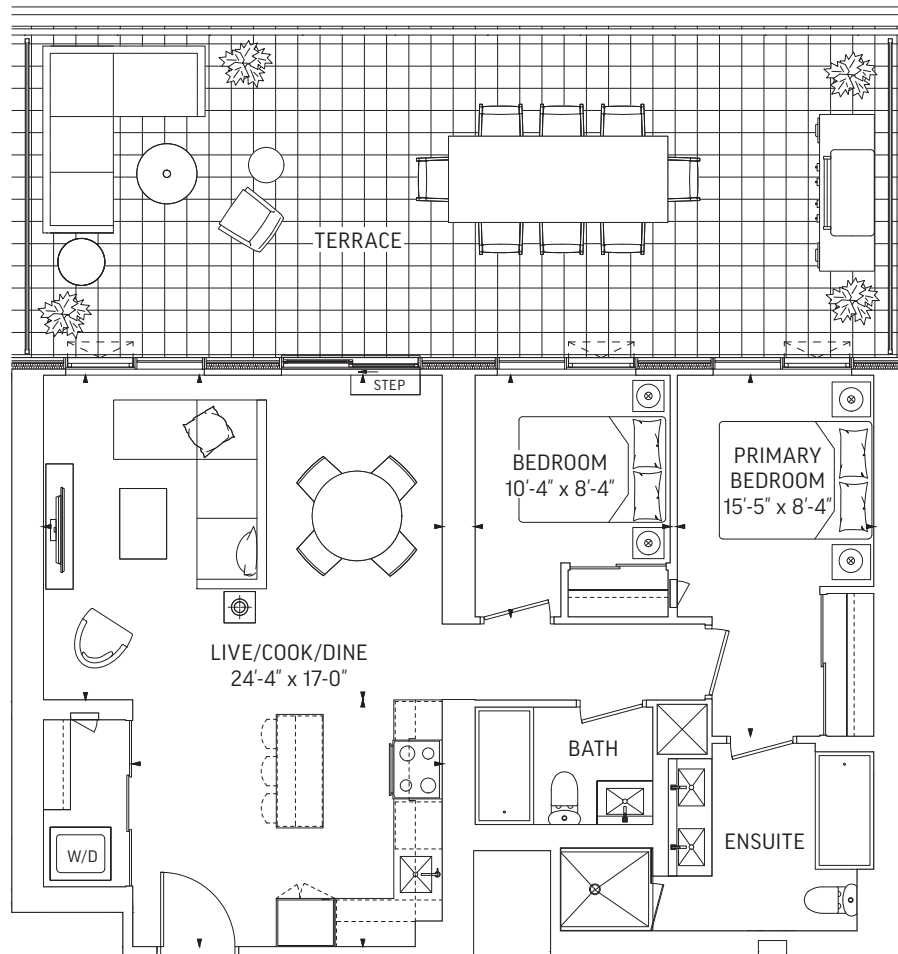 TERRACE
STEP
BEDROOM
10'-4" x 8'-4"
PRIMARY
BEDROOM
15'-5" x 8'-4"
LIVE/COOK/DINE
24'-4" x 17-0"
BATH
W/D
ENSUITE